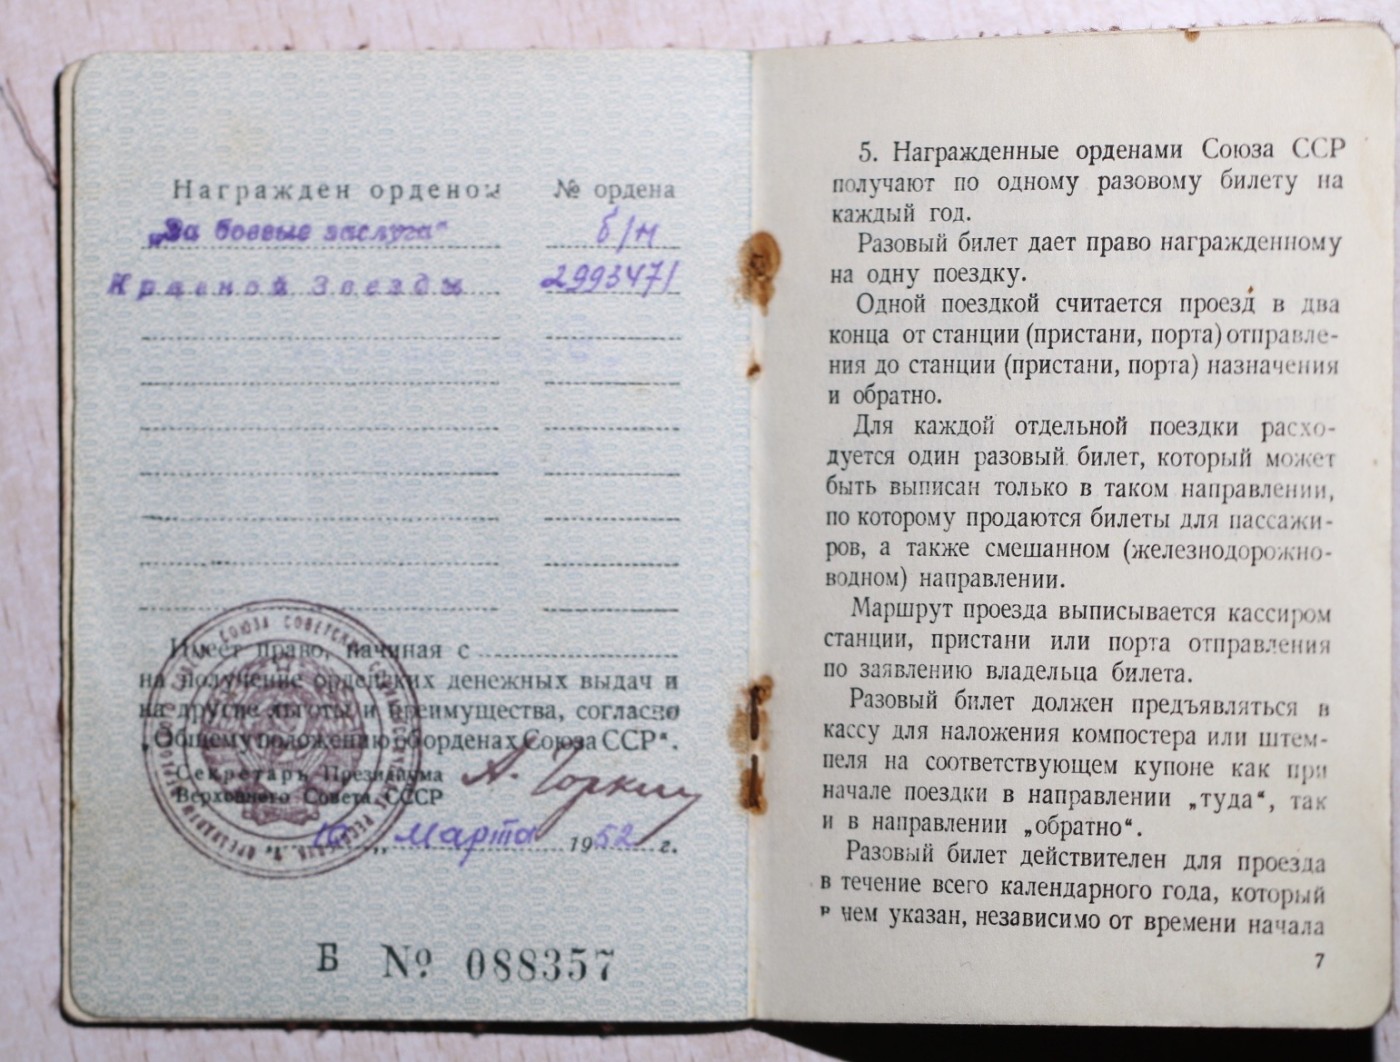 Награжден орденом № ордена
„За боевые заслуги“ б/н
Красной Звезды 2993471
Имеет право, начиная с
на получение орденских денежных выдач и
на другие льготы и преимущества, согласно
„Общему положению об орденах Союза ССР“.
Секретарь Президиума
Верховного Совета СССР
А. Горкин
10 „ Марта 1952 г.
Б № 088357
5. Награжденные орденами Союза ССР
получают по одному разовому билету на
каждый год.
Разовый билет дает право награжденному
на одну поездку.
Одной поездкой считается проезд в два
конца от станции (пристани, порта) отправле-
ния до станции (пристани, порта) назначения
и обратно.
Для каждой отдельной поездки расхо-
дуется один разовый билет, который может
быть выписан только в таком направлении,
по которому продаются билеты для пассажи-
ров, а также смешанном (железнодорожно-
водном) направлении.
Маршрут проезда выписывается кассиром
станции, пристани или порта отправления
по заявлению владельца билета.
Разовый билет должен предъявляться в
кассу для наложения компостера или штем-
пеля на соответствующем купоне как при
начале поездки в направлении „туда“, так
и в направлении „обратно“.
Разовый билет действителен для проезда
в течение всего календарного года, который
в нем указан, независимо от времени начала
7